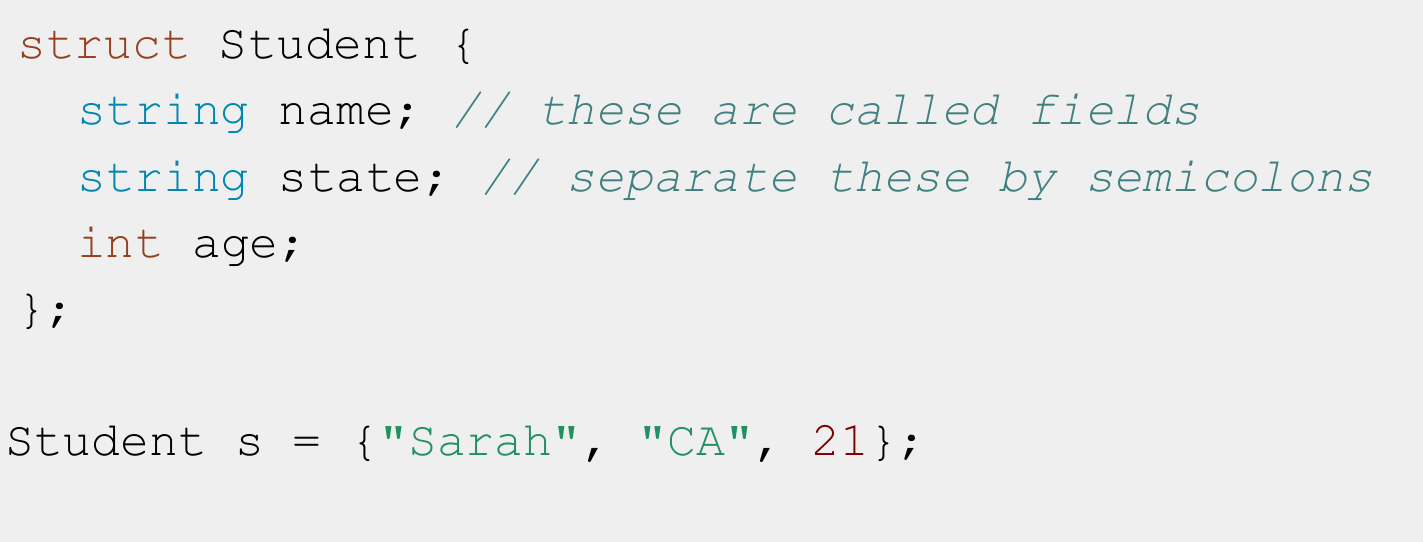 struct Student {
string name; // these are called fields
string state; // separate these by semicolons
int age;
};
Student s = {"Sarah", "CA", 21};